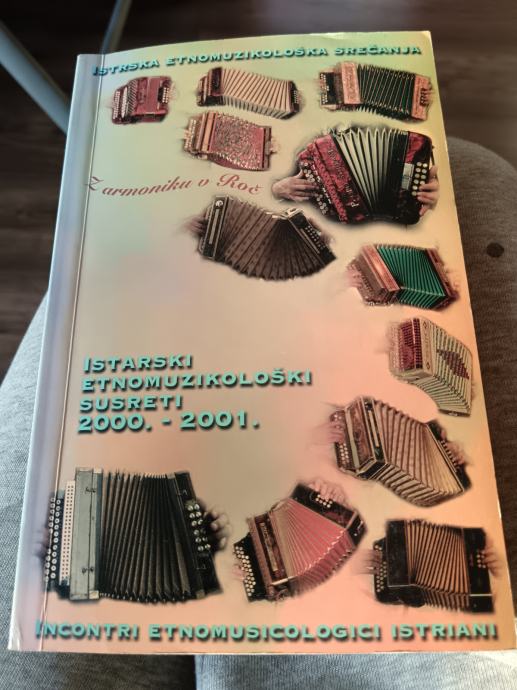 ISTRSKA ETNOMUZIKOLOŠKA SREČANJA
Z armoniku v Roč
ISTARSKI
ETNOMUZIKOLOŠKI
SUSRETI
2000. - 2001.
INCONTRI ETNOMUSICOLOGICI ISTRIANI